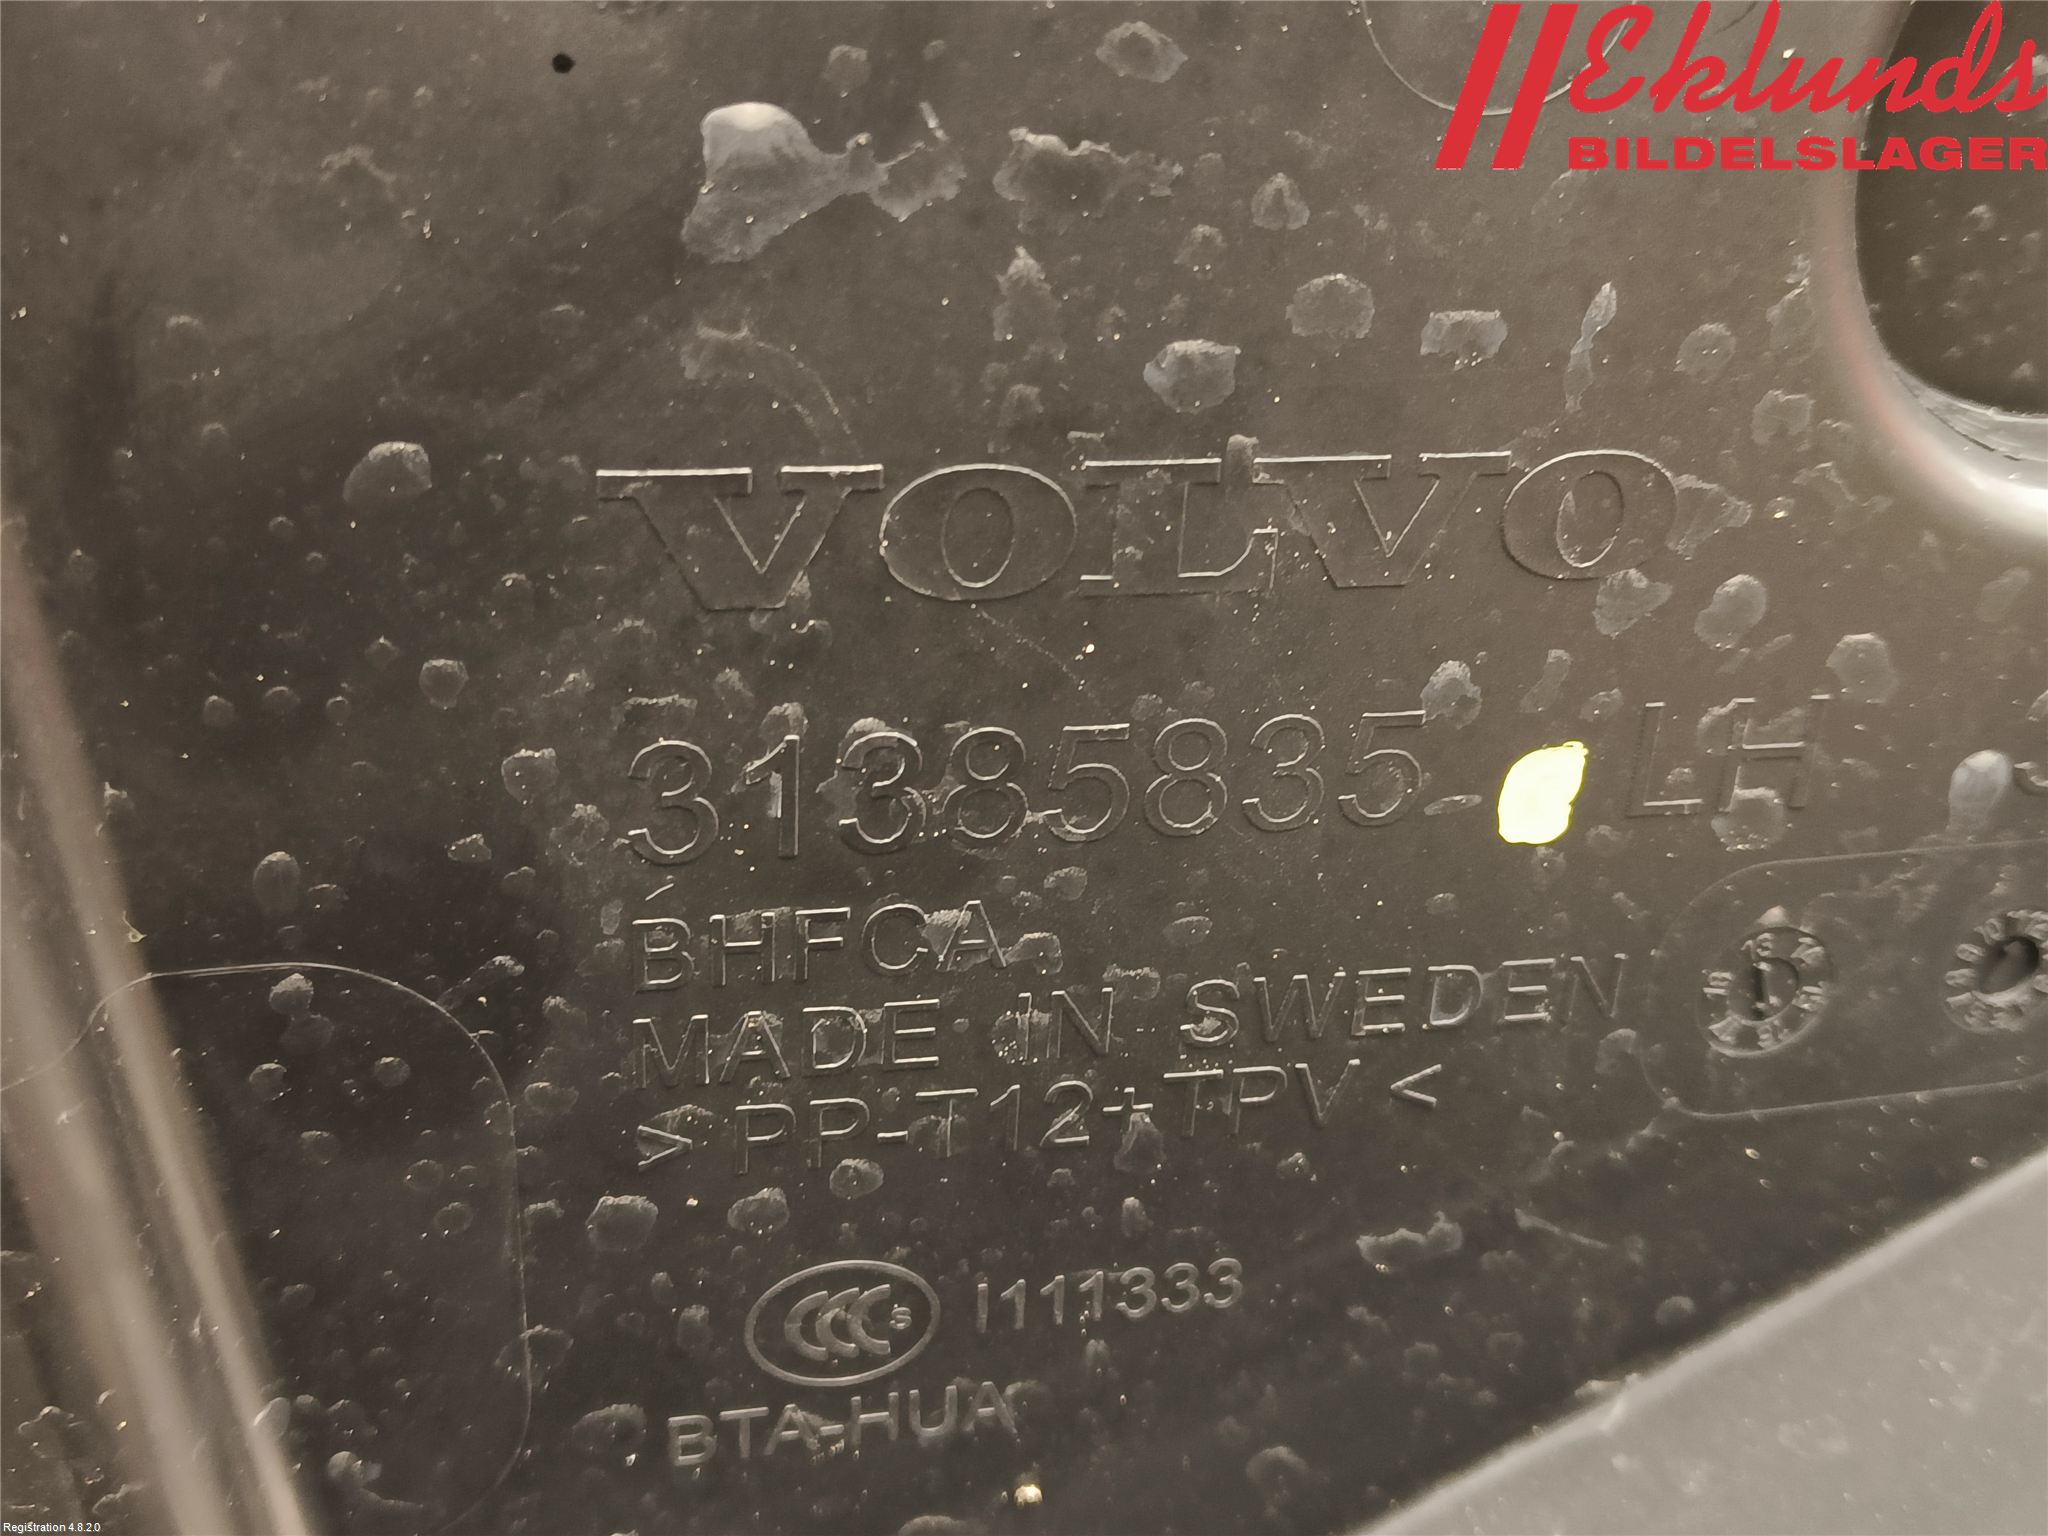 Eklunds
BILDELSLAGER
VOLVO
31385835 LH
BHFCA
MADE IN SWEDEN
>PP-T12+TPV<
CCC S I111333
BTA-HUA
Registration 4.8.2.0